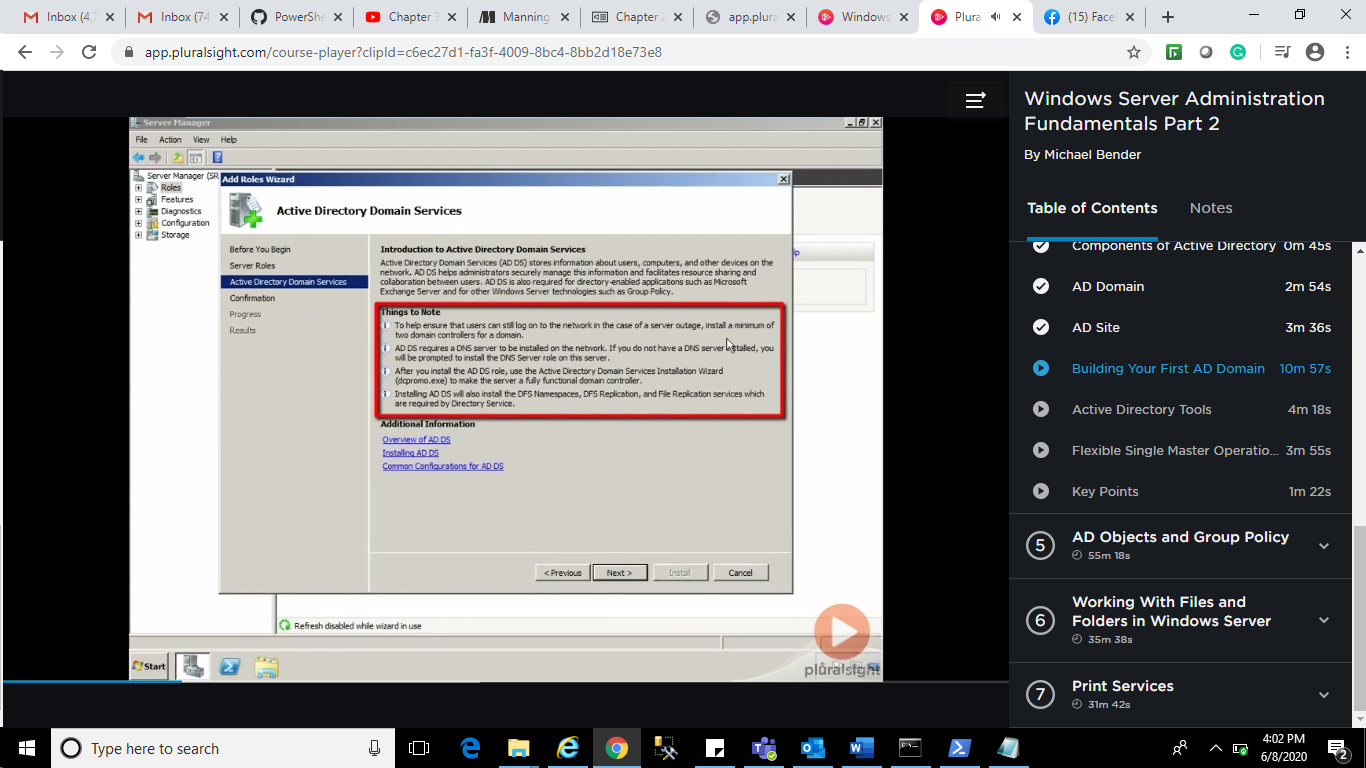 Inbox (4,7
Inbox (74
PowerShe
Chapter 3
Manning
Chapter 2
app.plura
Windows
Plura
(15) Face
app.pluralsight.com/course-player?clipId=c6ec27d1-fa3f-4009-8bc4-8bb2d18e73e8
Server Manager
File Action View Help
Server Manager (SR
Roles
Features
Diagnostics
Configuration
Storage
Add Roles Wizard
Active Directory Domain Services
Before You Begin
Server Roles
Active Directory Domain Services
Confirmation
Progress
Results
Introduction to Active Directory Domain Services
Active Directory Domain Services (AD DS) stores information about users, computers, and other devices on the
network. AD DS helps administrators securely manage this information and facilitates resource sharing and
collaboration between users. AD DS is also required for directory-enabled applications such as Microsoft
Exchange Server and for other Windows Server technologies such as Group Policy.
Things to Note
To help ensure that users can still log on to the network in the case of a server outage, install a minimum of
two domain controllers for a domain.
AD DS requires a DNS server to be installed on the network. If you do not have a DNS server installed, you
will be prompted to install the DNS Server role on this server.
After you install the AD DS role, use the Active Directory Domain Services Installation Wizard
(dcpromo.exe) to make the server a fully functional domain controller.
Installing AD DS will also install the DFS Namespaces, DFS Replication, and File Replication services which
are required by Directory Service.
Additional Information
Overview of AD DS
Installing AD DS
Common Configurations for AD DS
< Previous Next > Install Cancel
Refresh disabled while wizard in use
Start
pluralsight
Windows Server Administration
Fundamentals Part 2
By Michael Bender
Table of Contents Notes
Components of Active Directory 0m 45s
AD Domain 2m 54s
AD Site 3m 36s
Building Your First AD Domain 10m 57s
Active Directory Tools 4m 18s
Flexible Single Master Operatio... 3m 55s
Key Points 1m 22s
5 AD Objects and Group Policy
55m 18s
6 Working With Files and
Folders in Windows Server
35m 38s
7 Print Services
31m 42s
Type here to search
4:02 PM
6/8/2020
2